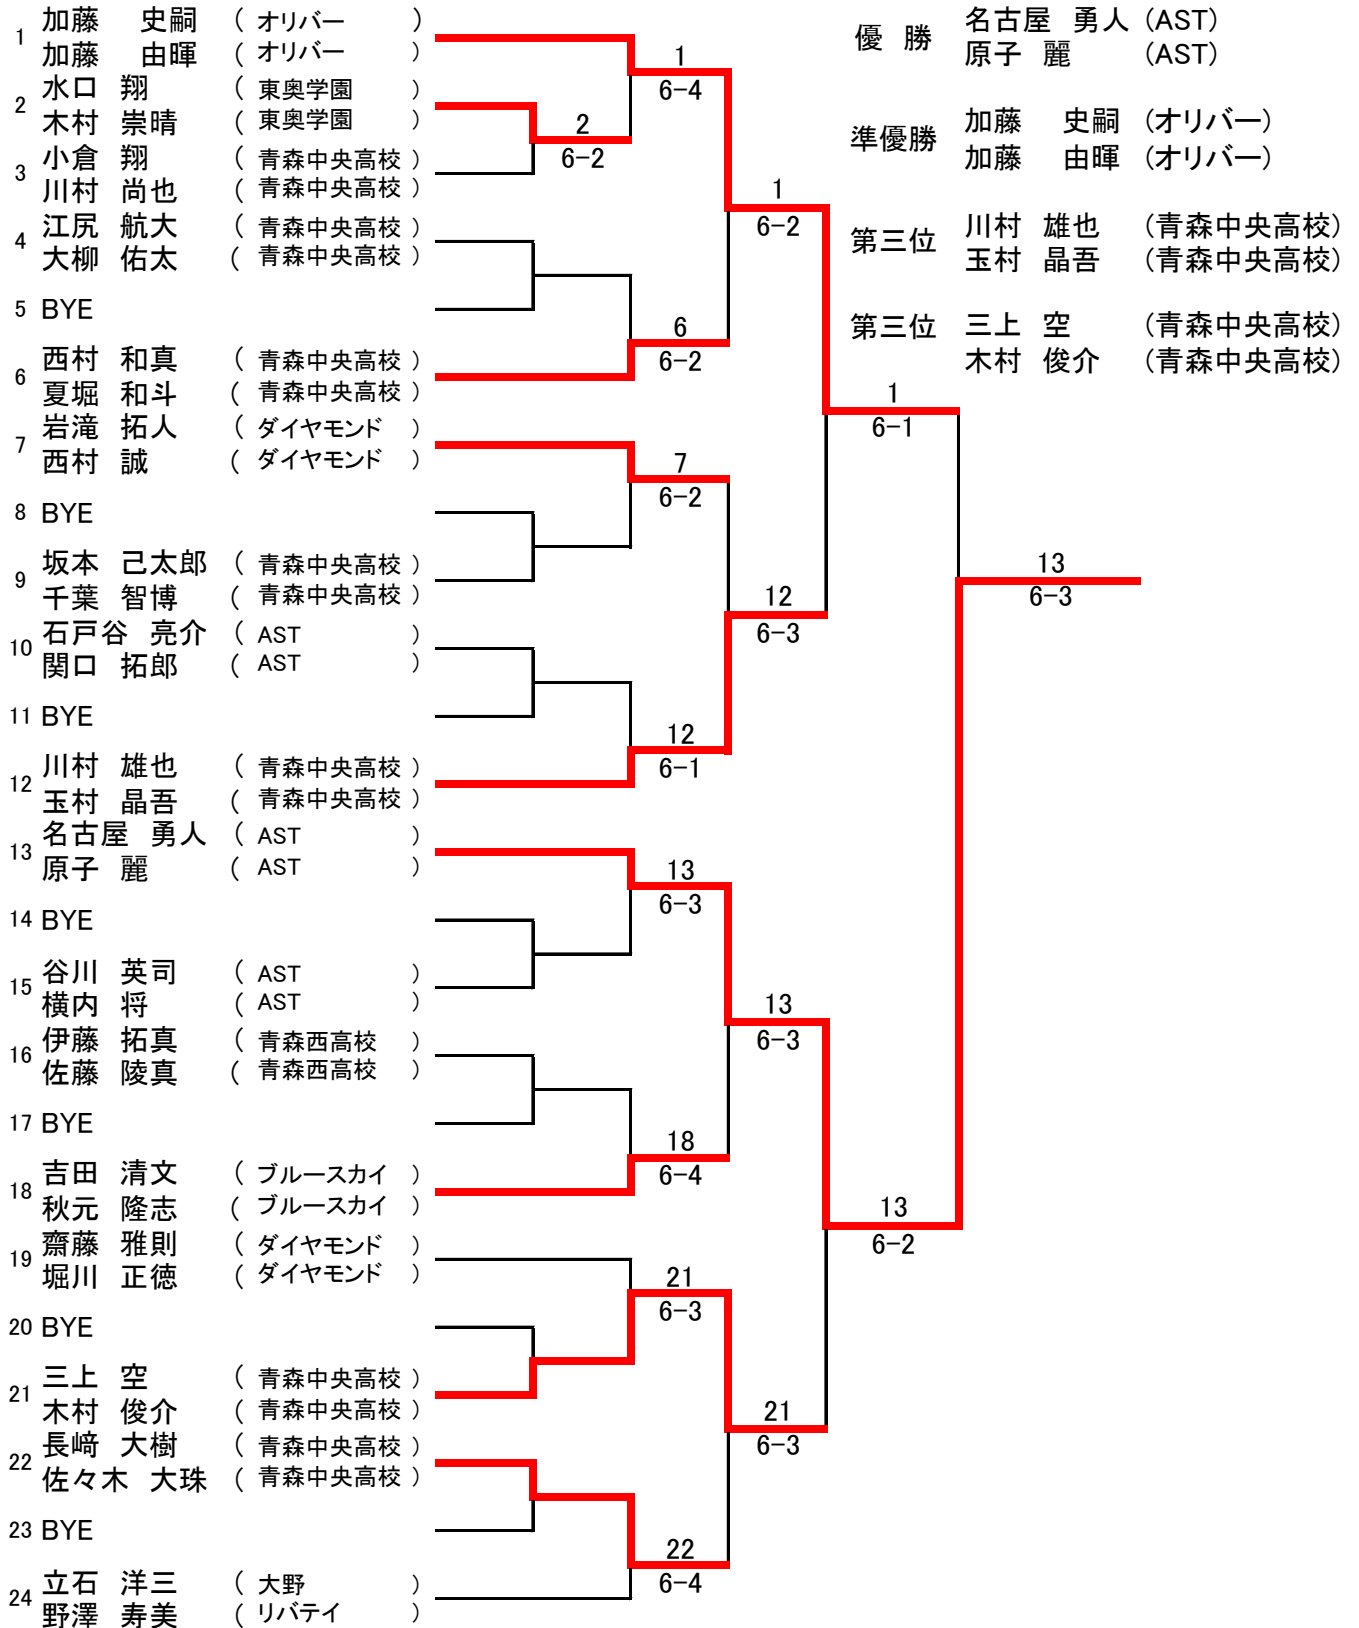 1 加藤 史嗣 ( オリバー )
加藤 由暉 ( オリバー )
2 水口 翔 ( 東奥学園 )
木村 崇晴 ( 東奥学園 )
3 小倉 翔 ( 青森中央高校 )
川村 尚也 ( 青森中央高校 )
4 江尻 航大 ( 青森中央高校 )
大柳 佑太 ( 青森中央高校 )
5 BYE
6 西村 和真 ( 青森中央高校 )
夏堀 和斗 ( 青森中央高校 )
7 岩滝 拓人 ( ダイヤモンド )
西村 誠 ( ダイヤモンド )
8 BYE
9 坂本 己太郎 ( 青森中央高校 )
千葉 智博 ( 青森中央高校 )
10 石戸谷 亮介 ( AST )
関口 拓郎 ( AST )
11 BYE
12 川村 雄也 ( 青森中央高校 )
玉村 晶吾 ( 青森中央高校 )
13 名古屋 勇人 ( AST )
原子 麗 ( AST )
14 BYE
15 谷川 英司 ( AST )
横内 将 ( AST )
16 伊藤 拓真 ( 青森西高校 )
佐藤 陵真 ( 青森西高校 )
17 BYE
18 吉田 清文 ( ブルースカイ )
秋元 隆志 ( ブルースカイ )
19 齋藤 雅則 ( ダイヤモンド )
堀川 正徳 ( ダイヤモンド )
20 BYE
21 三上 空 ( 青森中央高校 )
木村 俊介 ( 青森中央高校 )
22 長﨑 大樹 ( 青森中央高校 )
佐々木 大珠 ( 青森中央高校 )
23 BYE
24 立石 洋三 ( 大野 )
野澤 寿美 ( リバテイ )
2
6-2
1
6-4
6
6-2
7
6-2
12
6-1
13
6-3
18
6-4
21
6-3
22
6-4
1
6-2
12
6-3
13
6-3
21
6-3
1
6-1
13
6-2
13
6-3
優 勝 名古屋 勇人 (AST)
原子 麗 (AST)
準優勝 加藤 史嗣 (オリバー)
加藤 由暉 (オリバー)
第三位 川村 雄也 (青森中央高校)
玉村 晶吾 (青森中央高校)
第三位 三上 空 (青森中央高校)
木村 俊介 (青森中央高校)